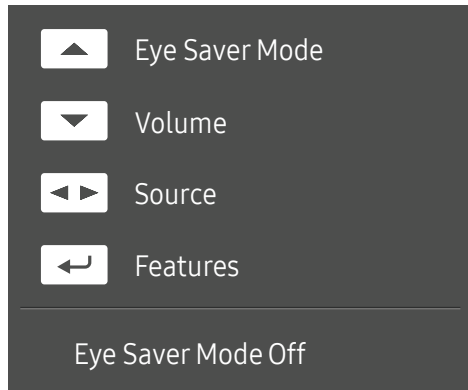 Eye Saver Mode
Volume
Source
Features
Eye Saver Mode Off